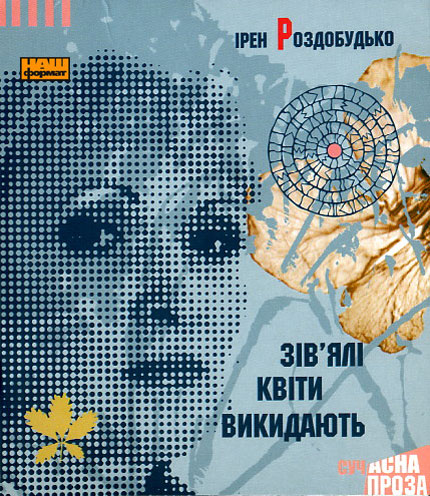 ІРЕН РОЗДОБУДЬКО
НАШ
формат
ЗІВ'ЯЛІ
КВІТИ
ВИКИДАЮТЬ
СУЧАСНА
ПРОЗА